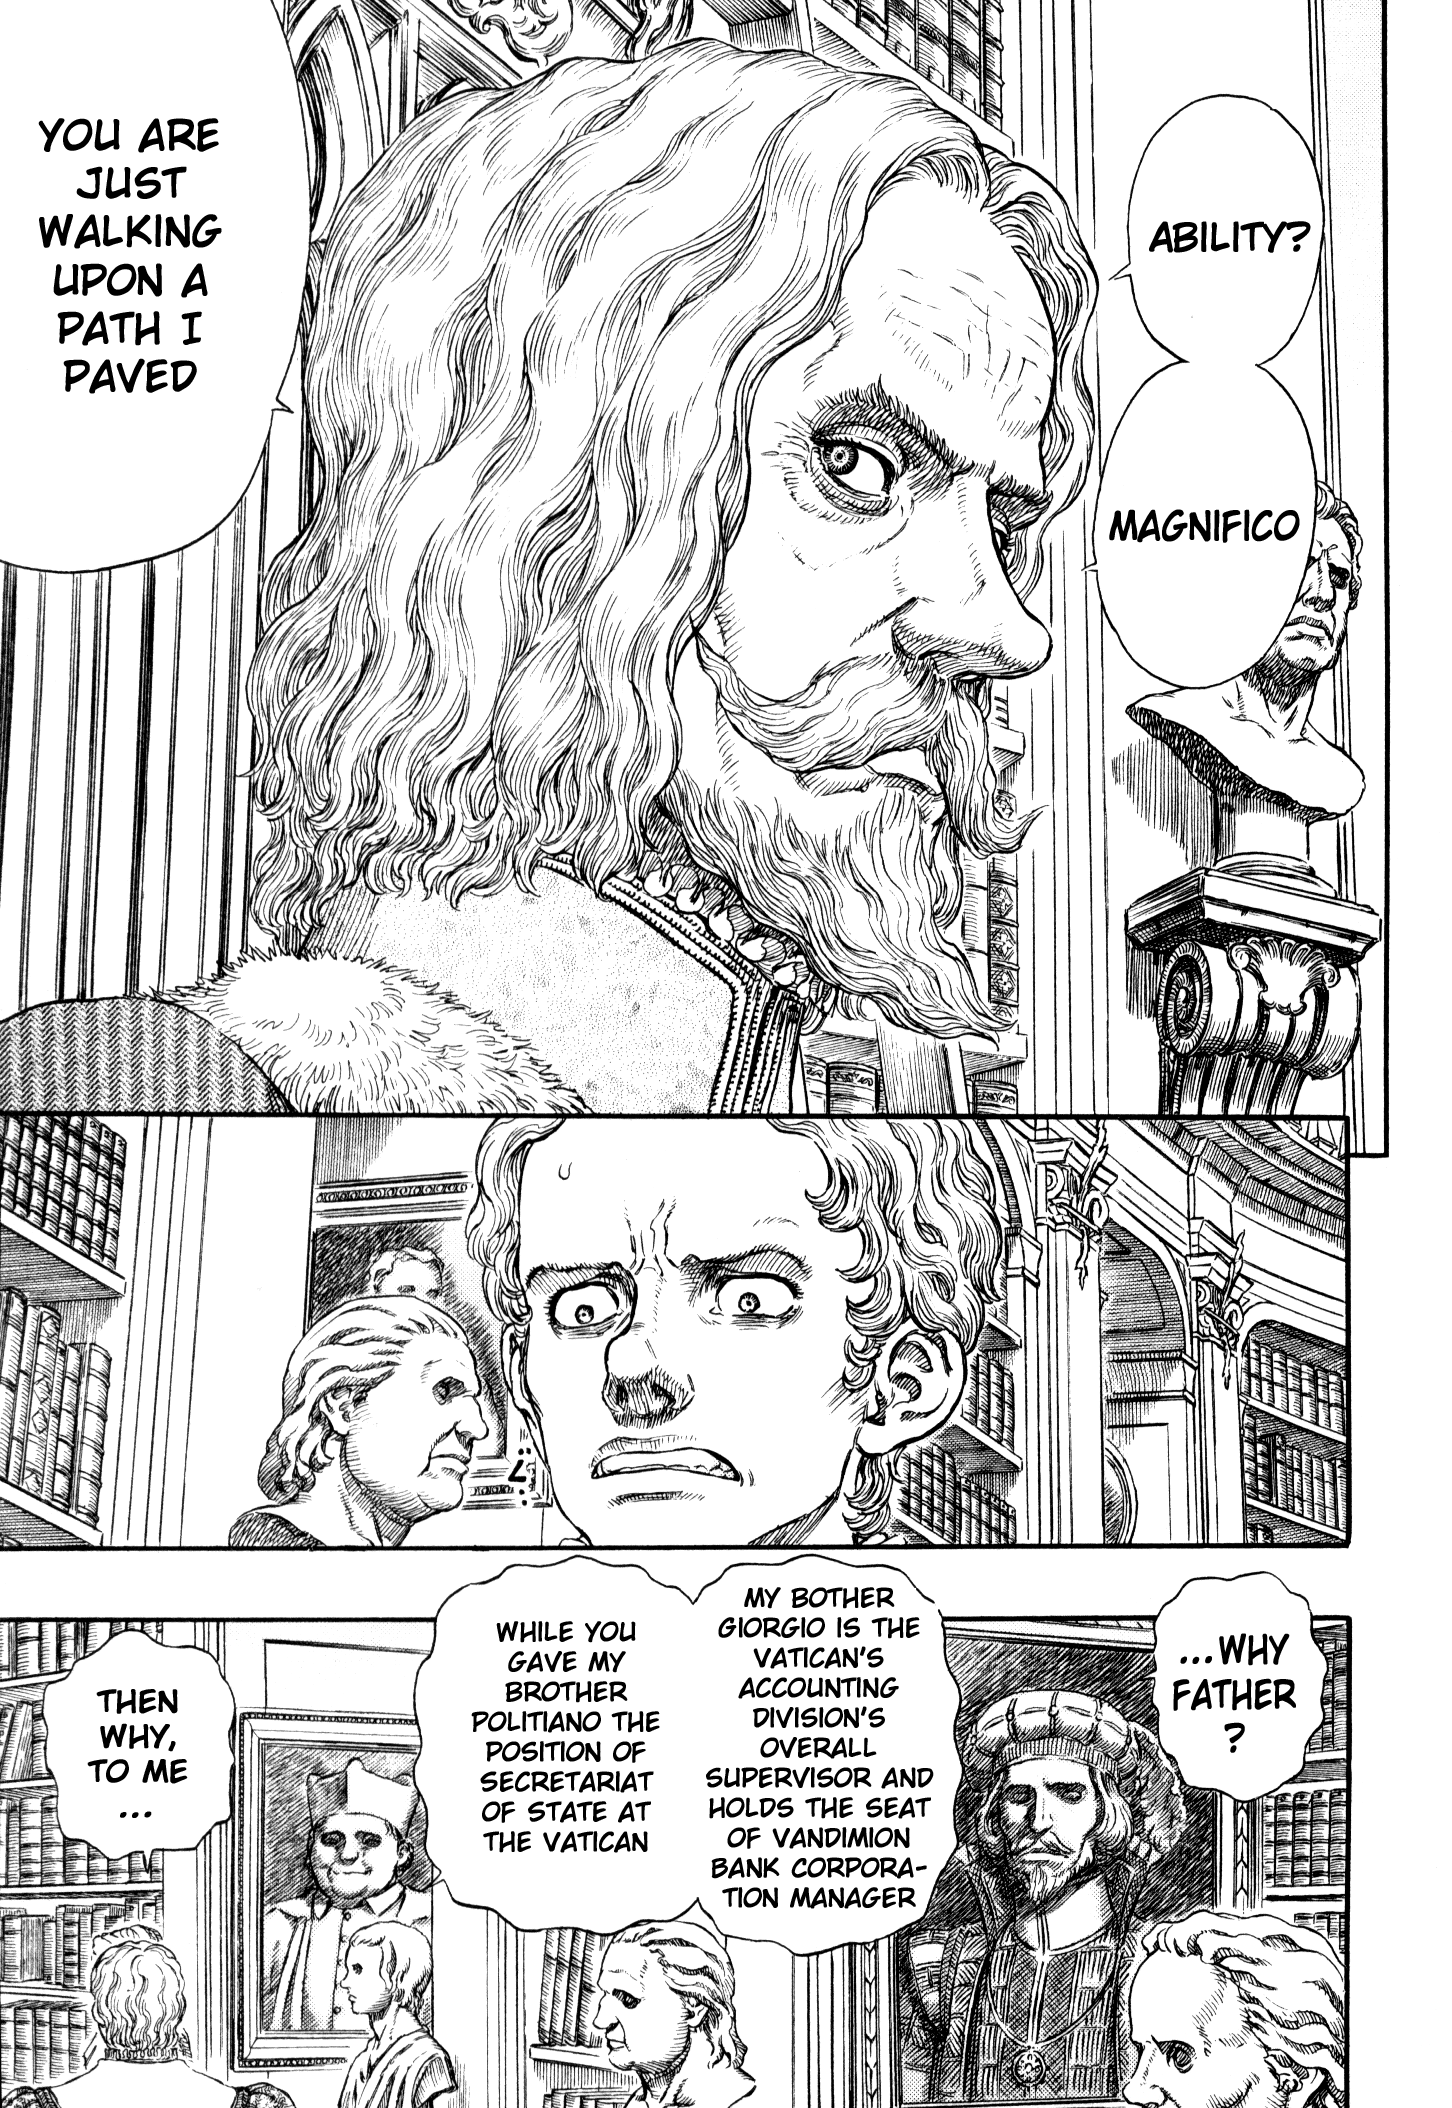 ABILITY?
MAGNIFICO
YOU ARE
JUST
WALKING
UPON A
PATH I
PAVED
...WHY
FATHER
?
MY BOTHER
GIORGIO IS THE
VATICAN'S
ACCOUNTING
DIVISION'S
OVERALL
SUPERVISOR AND
HOLDS THE SEAT
OF VANDIMION
BANK CORPORA-
TION MANAGER
WHILE YOU
GAVE MY
BROTHER
POLITIANO THE
POSITION OF
SECRETARIAT
OF STATE AT
THE VATICAN
THEN
WHY,
TO ME
...